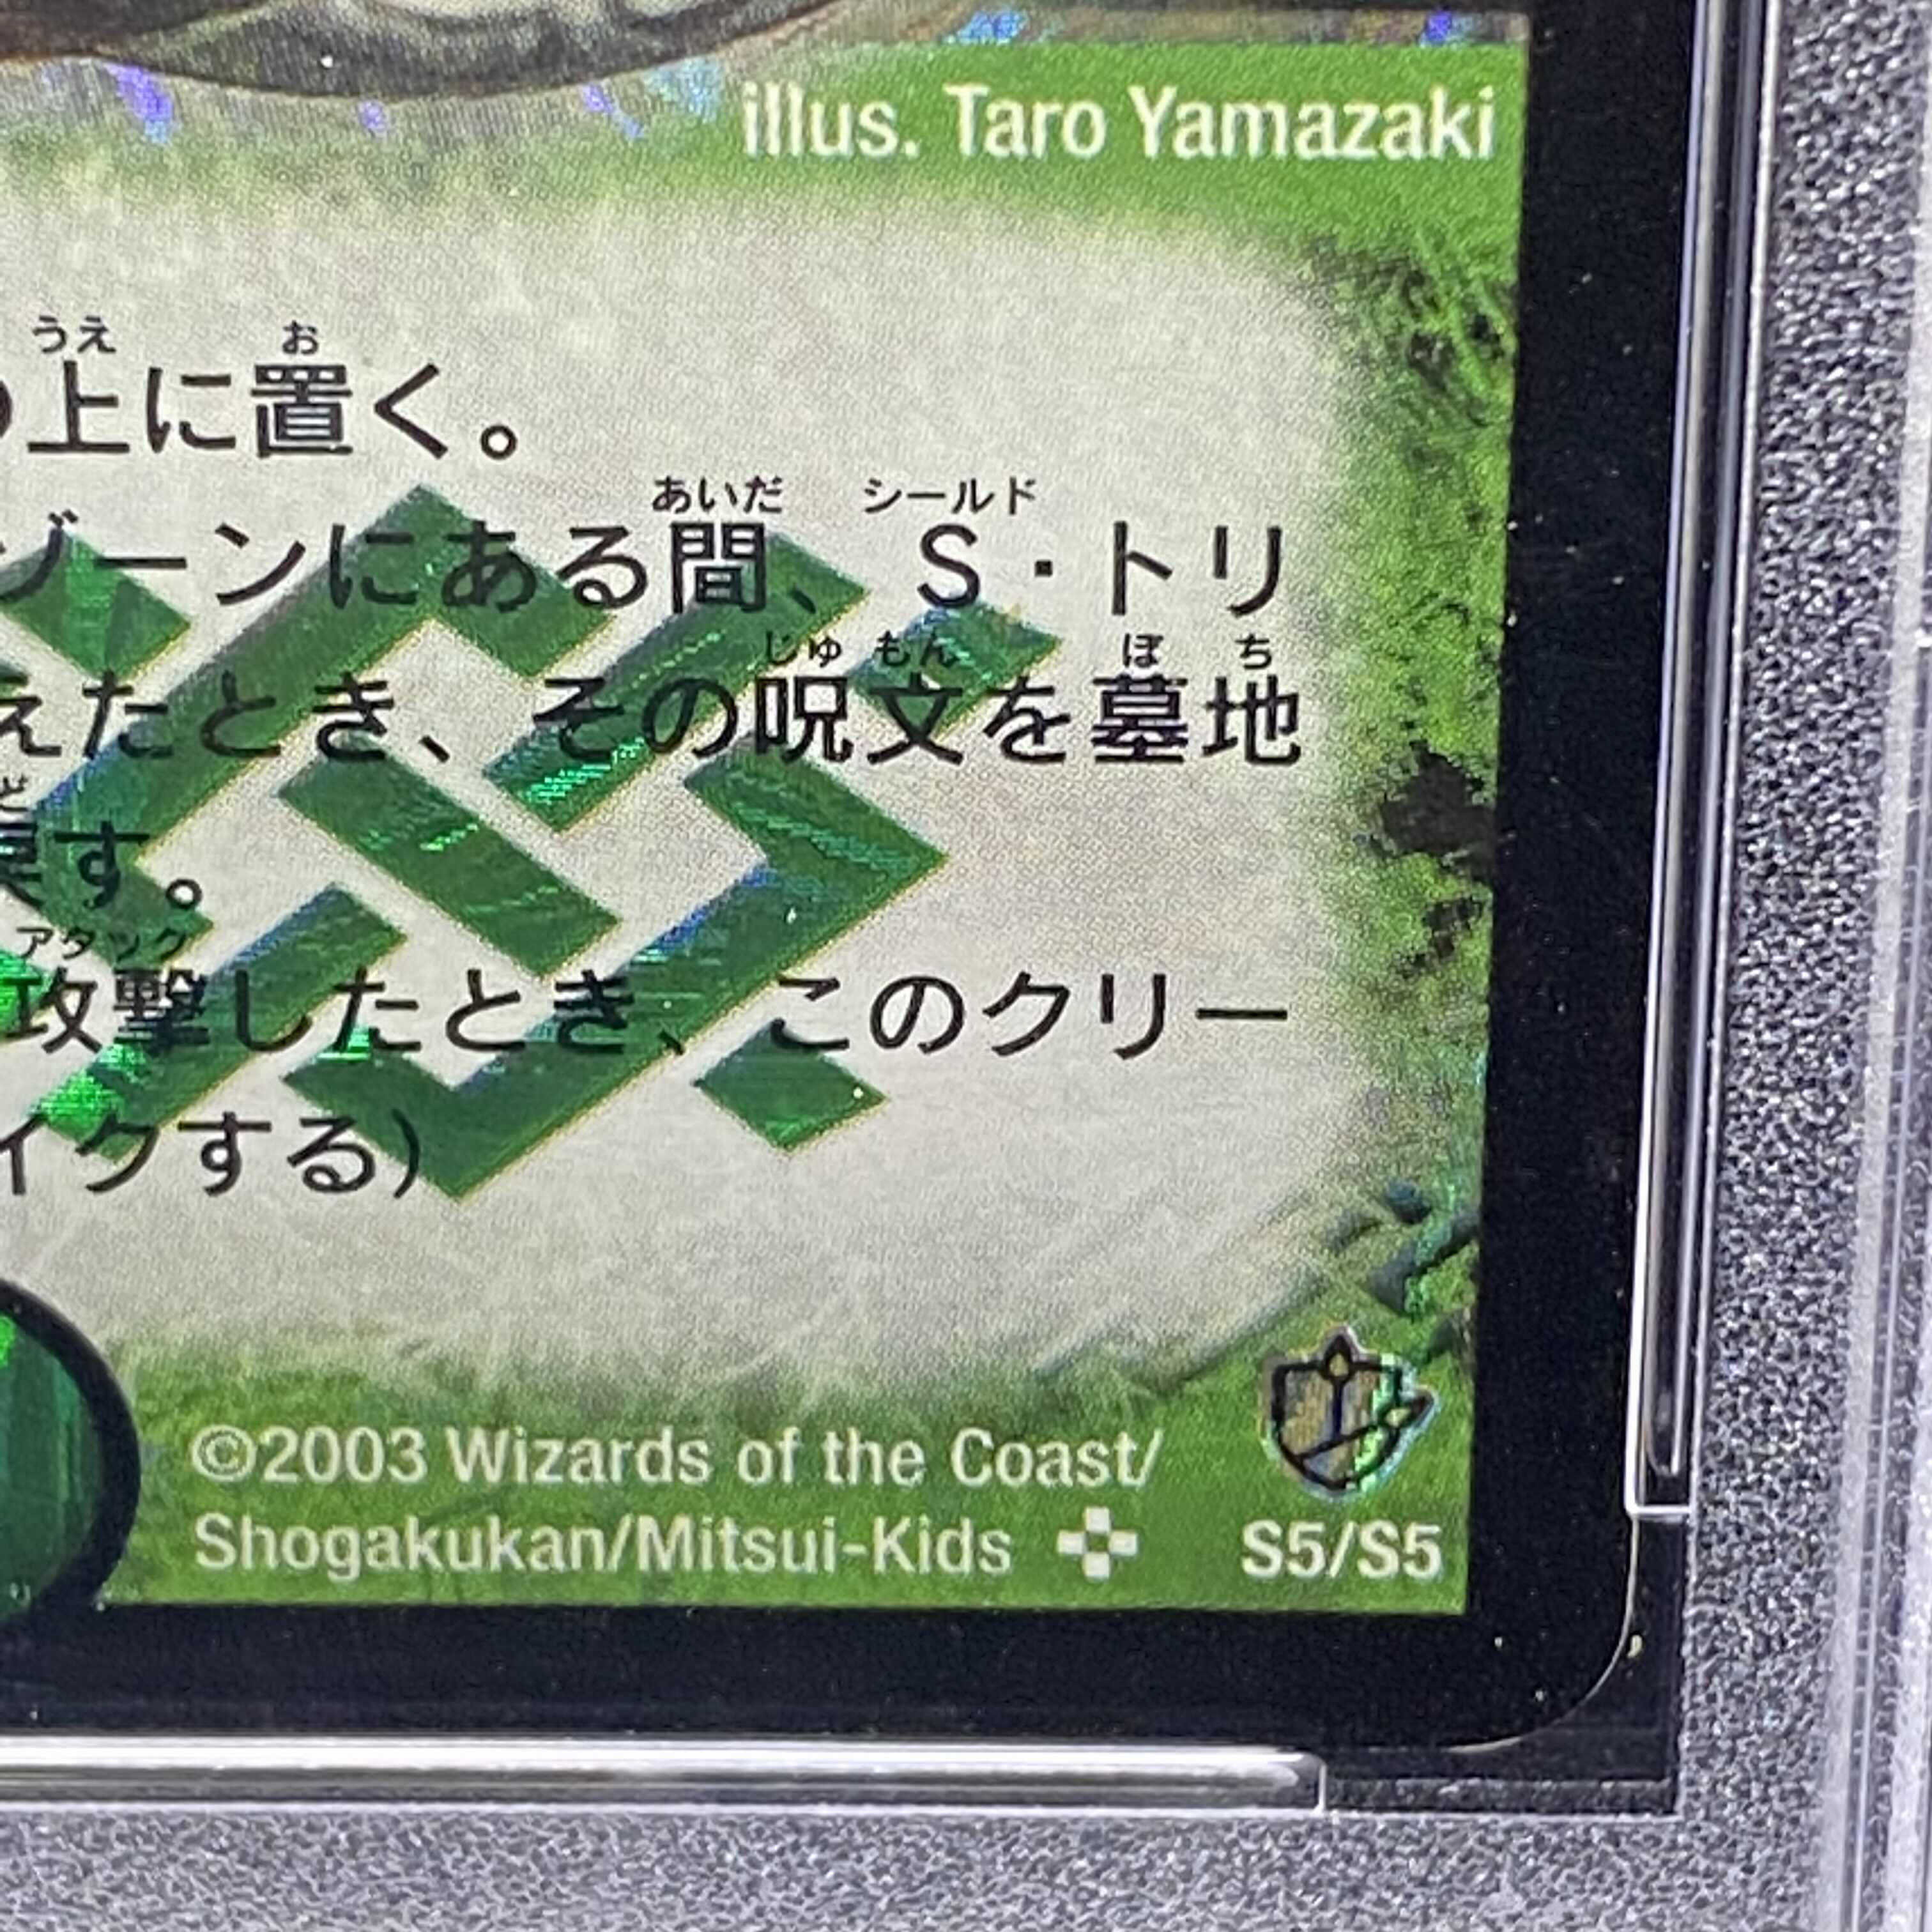 illus. Taro Yamazaki
うえ お
の上に置く。
あいだ シールド
ゾーンにある間、S・トリ
じゅ もん ぼ ち
えたとき、その呪文を墓地
ど
戻す。
アタック
攻撃したとき、このクリー
イクする)
©2003 Wizards of the Coast/
Shogakukan/Mitsui-Kids
S5/S5